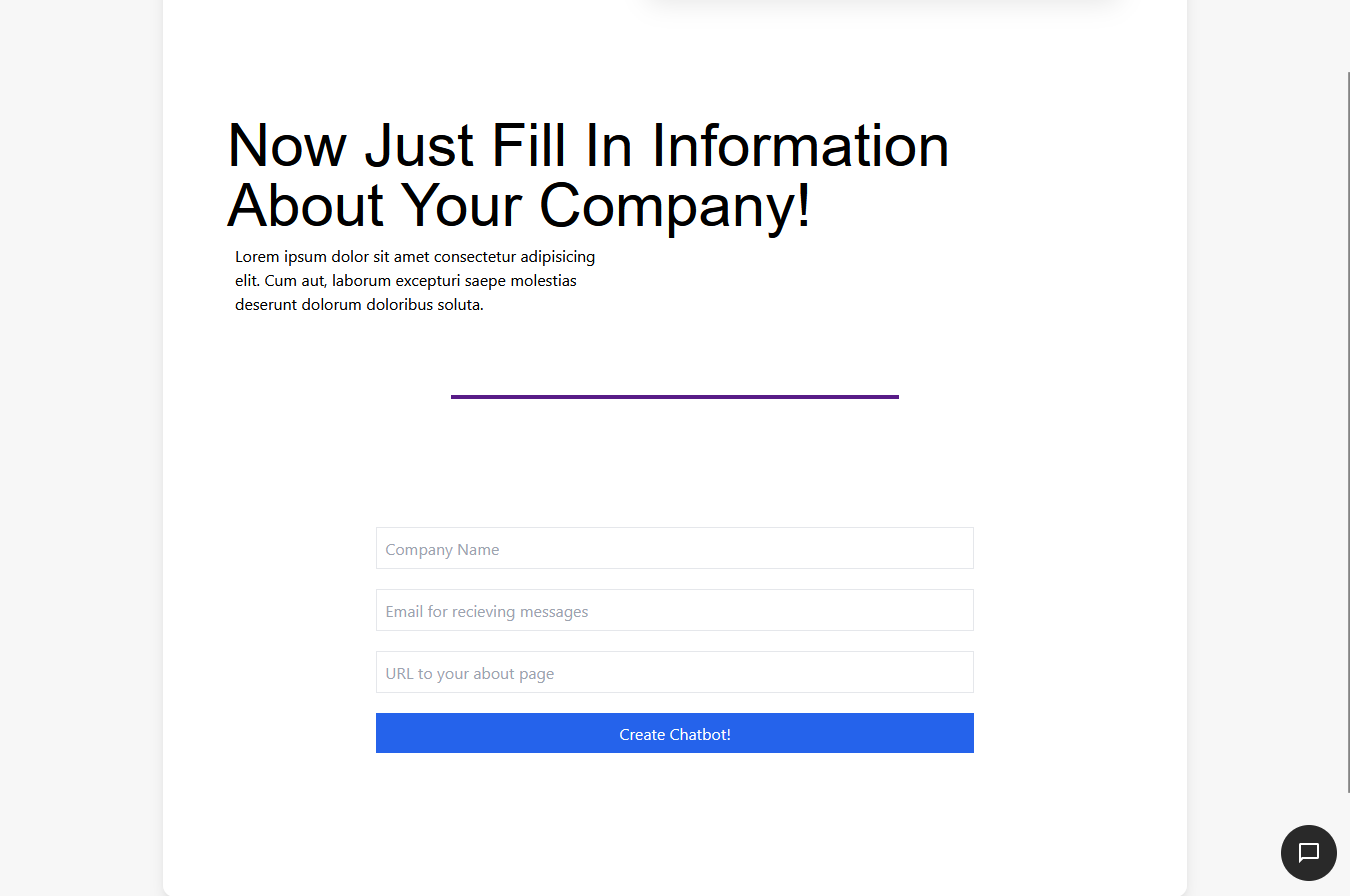 Now Just Fill In Information
About Your Company!
Lorem ipsum dolor sit amet consectetur adipisicing
elit. Cum aut, laborum excepturi saepe molestias
deserunt dolorum doloribus soluta.
Company Name
Email for recieving messages
URL to your about page
Create Chatbot!